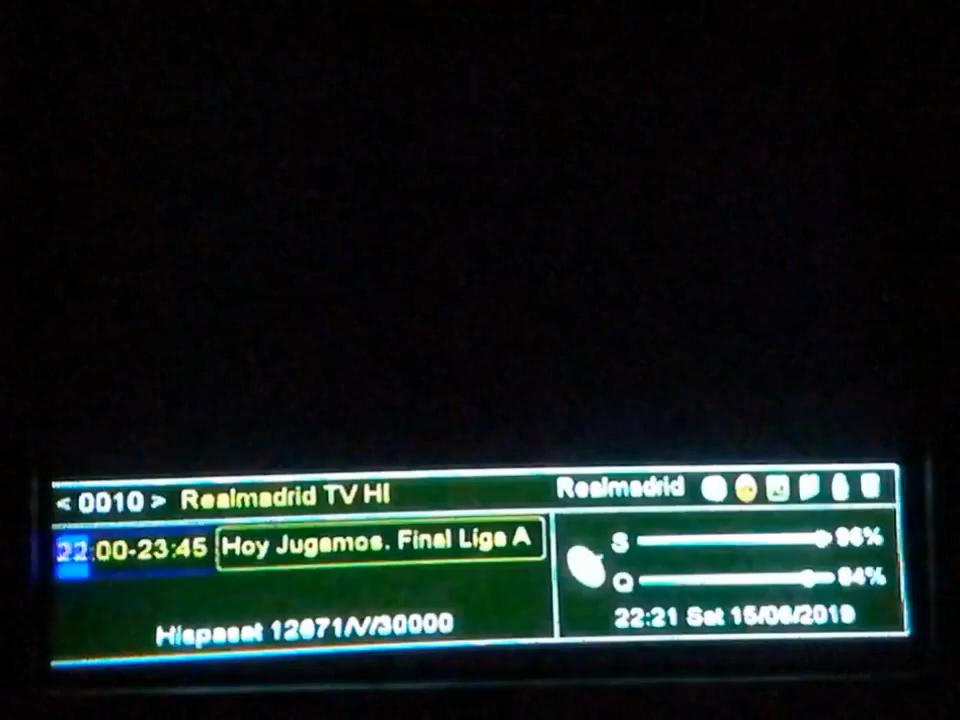 < 0010 > Realmadrid TV HI
Realmadrid
22:00-23:45 Hoy Jugamos. Final Liga A
S 96%
Q 84%
Hispasat 12671/V/30000
22:21 Sat 15/06/2019